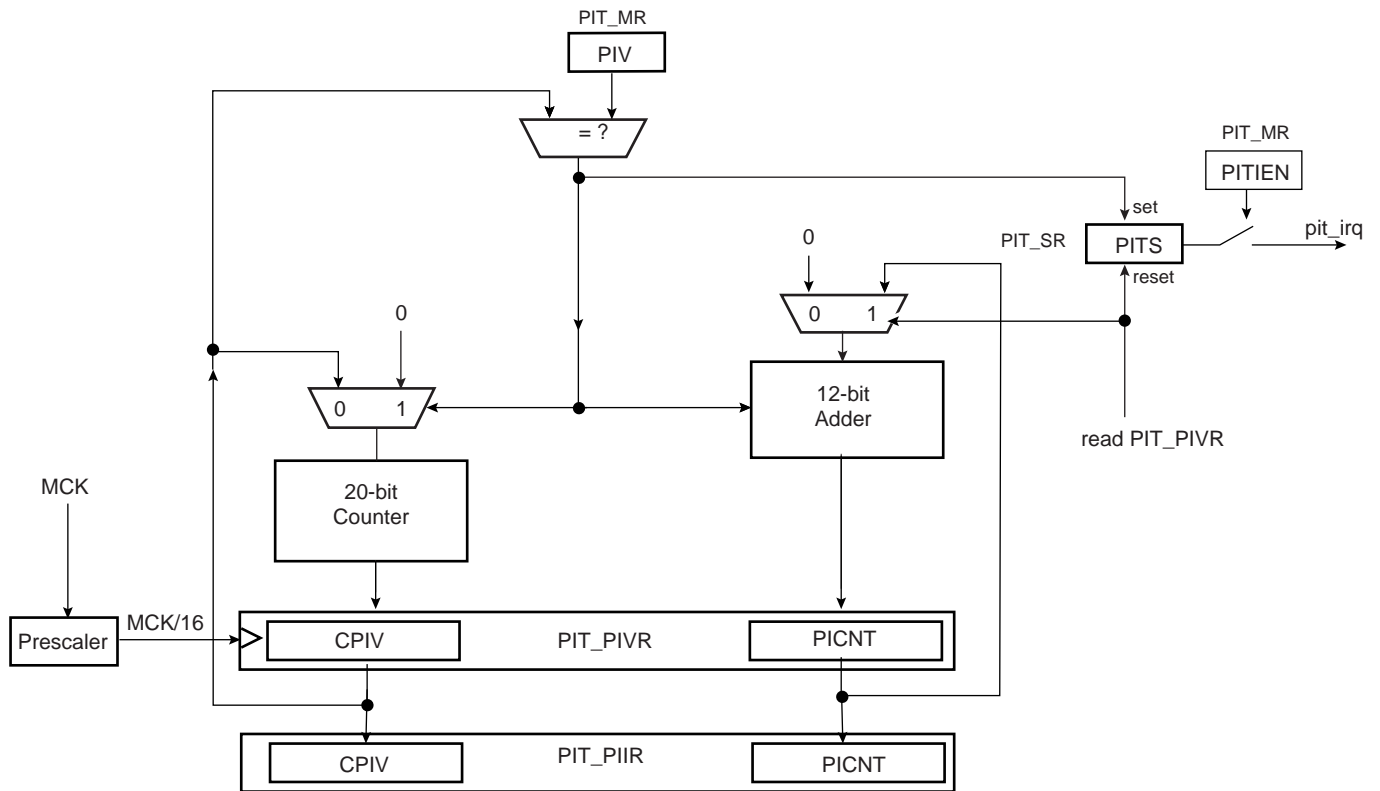 PIT_MR
PIV
= ?
PIT_MR
PITIEN
set
PIT_SR
PITS
pit_irq
reset
0
0 1
0
0 1
12-bit
Adder
read PIT_PIVR
MCK
20-bit
Counter
MCK/16
Prescaler
CPIV
PIT_PIVR
PICNT
CPIV
PIT_PIIR
PICNT